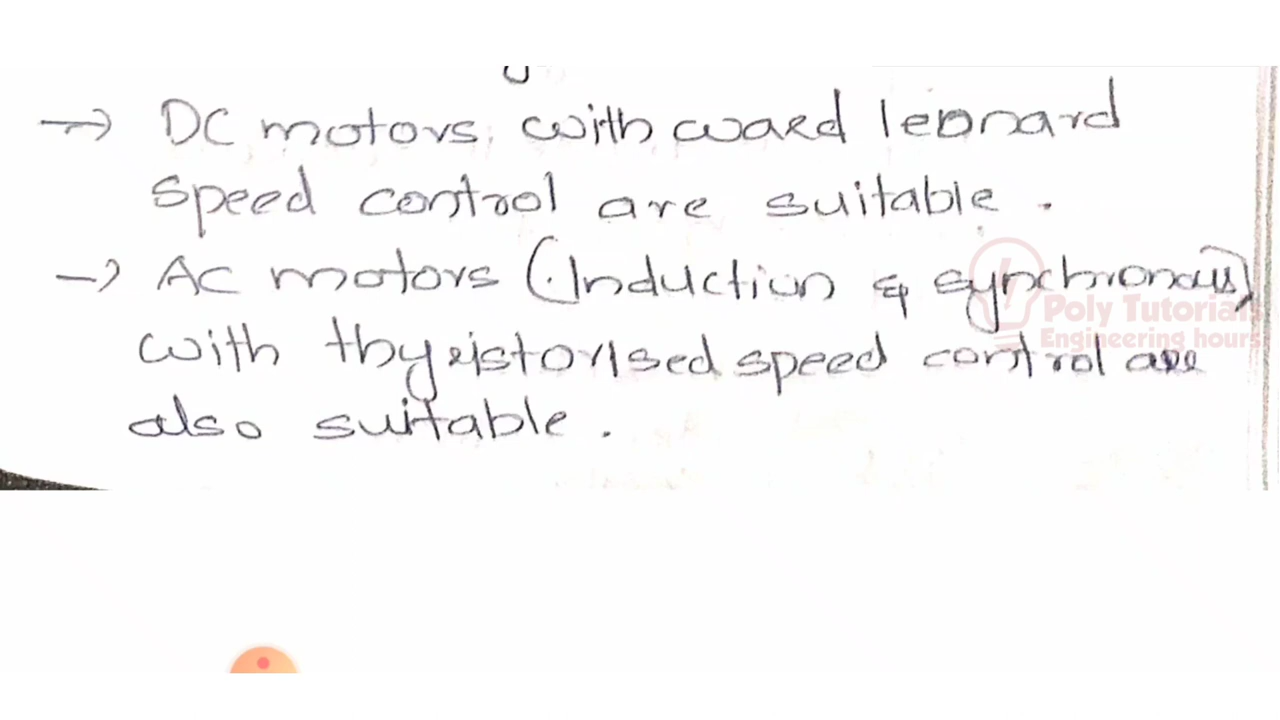 → DC motors, with ward leonard
speed control are suitable.
→ AC motors (Induction & synchronous)
with thyristorised speed control are
also suitable.
Poly Tutorials
Engineering hours